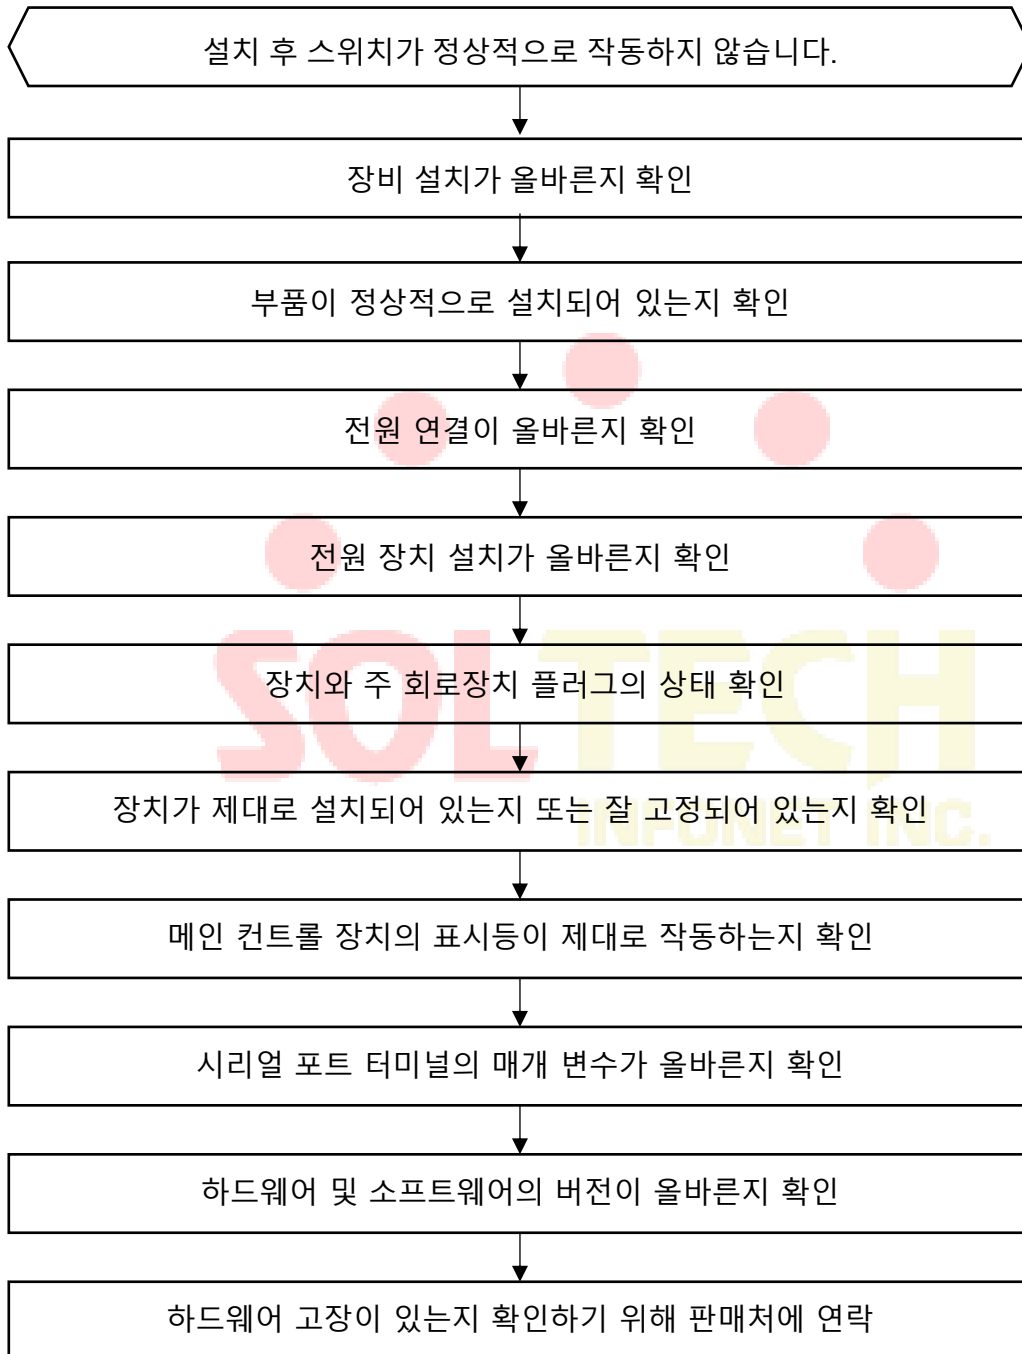 설치 후 스위치가 정상적으로 작동하지 않습니다.
장비 설치가 올바른지 확인
부품이 정상적으로 설치되어 있는지 확인
전원 연결이 올바른지 확인
전원 장치 설치가 올바른지 확인
SOLTECH
장치와 주 회로장치 플러그의 상태 확인
장치가 제대로 설치되어 있는지 또는 잘 고정되어 있는지 확인
INFONET INC.
메인 컨트롤 장치의 표시등이 제대로 작동하는지 확인
시리얼 포트 터미널의 매개 변수가 올바른지 확인
하드웨어 및 소프트웨어의 버전이 올바른지 확인
하드웨어 고장이 있는지 확인하기 위해 판매처에 연락